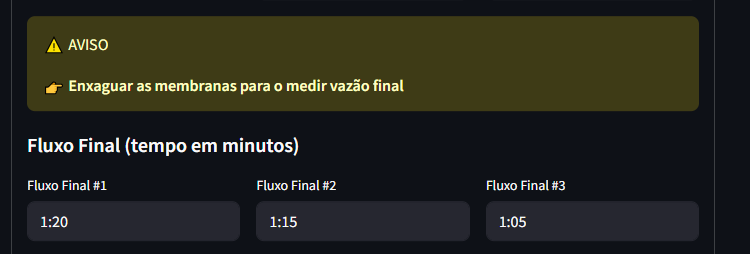 ⚠️ AVISO
👉 Enxaguar as membranas para o medir vazão final
Fluxo Final (tempo em minutos)
Fluxo Final #1 Fluxo Final #2 Fluxo Final #3
1:20 1:15 1:05